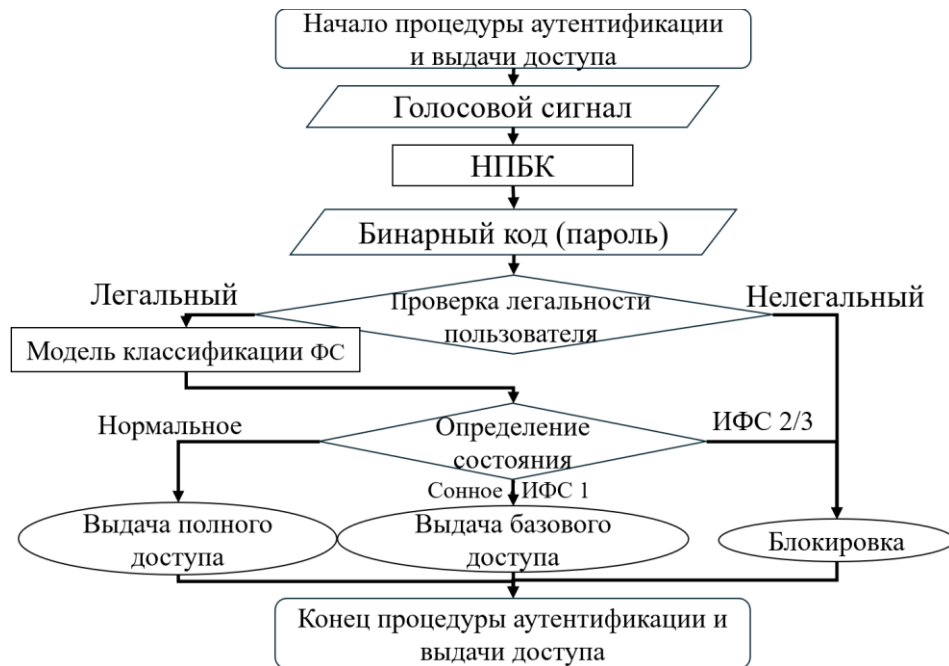 Начало процедуры аутентификации
и выдачи доступа
Голосовой сигнал
НПБК
Бинарный код (пароль)
Легальный
Проверка легальности
пользователя
Нелегальный
Модель классификации ФС
Нормальное
Определение
состояния
ИФС 2/3
Сонное ИФС 1
Выдача полного
доступа
Выдача базового
доступа
Блокировка
Конец процедуры аутентификации и
выдачи доступа